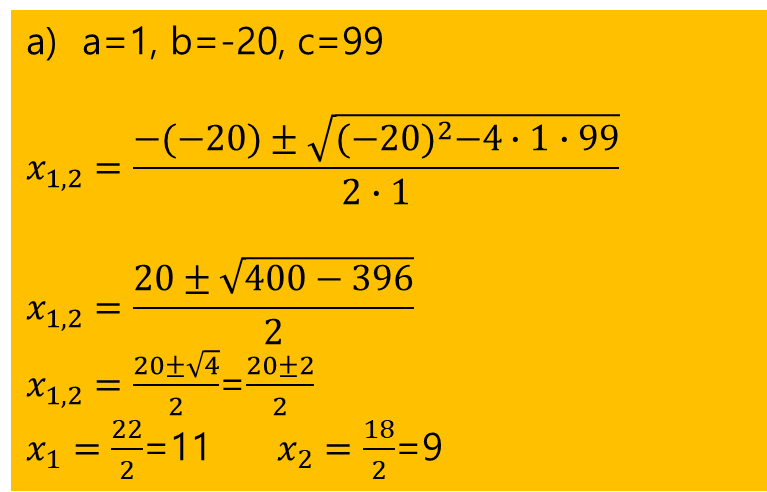 a) a=1, b=-20, c=99
x₁,₂ = (−(−20) ± √((−20)²−4·1·99))/(2·1)
x₁,₂ = (20 ± √(400 − 396))/2
x₁,₂ = (20±√4)/2=(20±2)/2
x₁ = 22/2=11 x₂ = 18/2=9